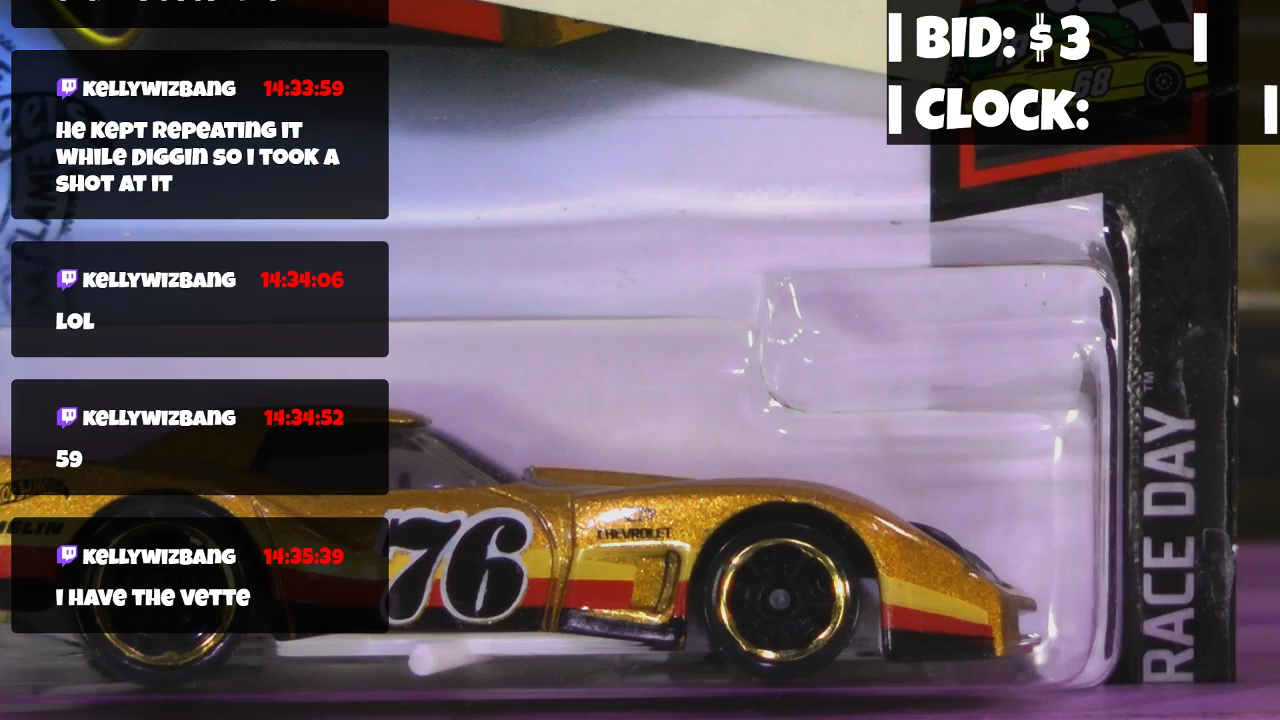 KELLYWIZBANG 14:33:59
HE KEPT REPEATING IT
WHILE DIGGIN SO I TOOK A
SHOT AT IT
KELLYWIZBANG 14:34:06
LOL
KELLYWIZBANG 14:34:52
59
KELLYWIZBANG 14:35:39
I HAVE THE VETTE
| BID: $3 |
| CLOCK: |
68
76
CHEVROLET
RACE DAY™